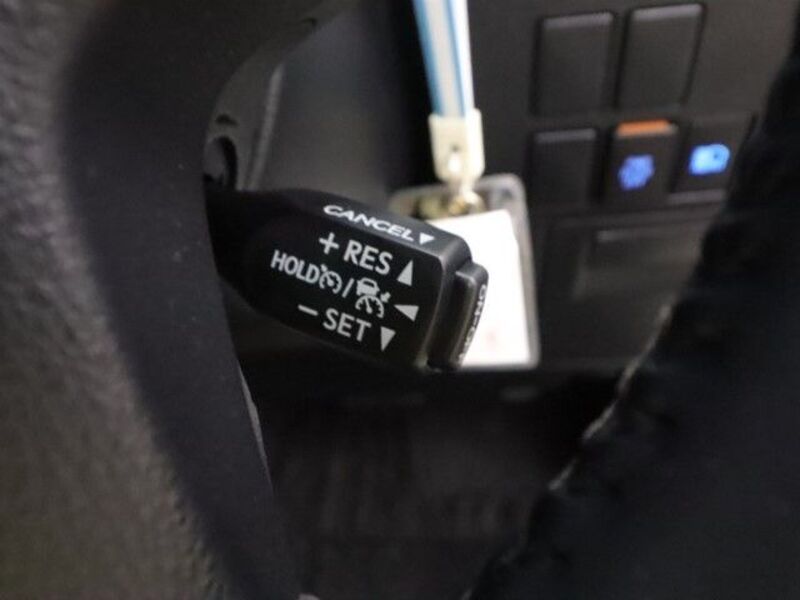 CANCEL
+ RES
HOLD /
− SET